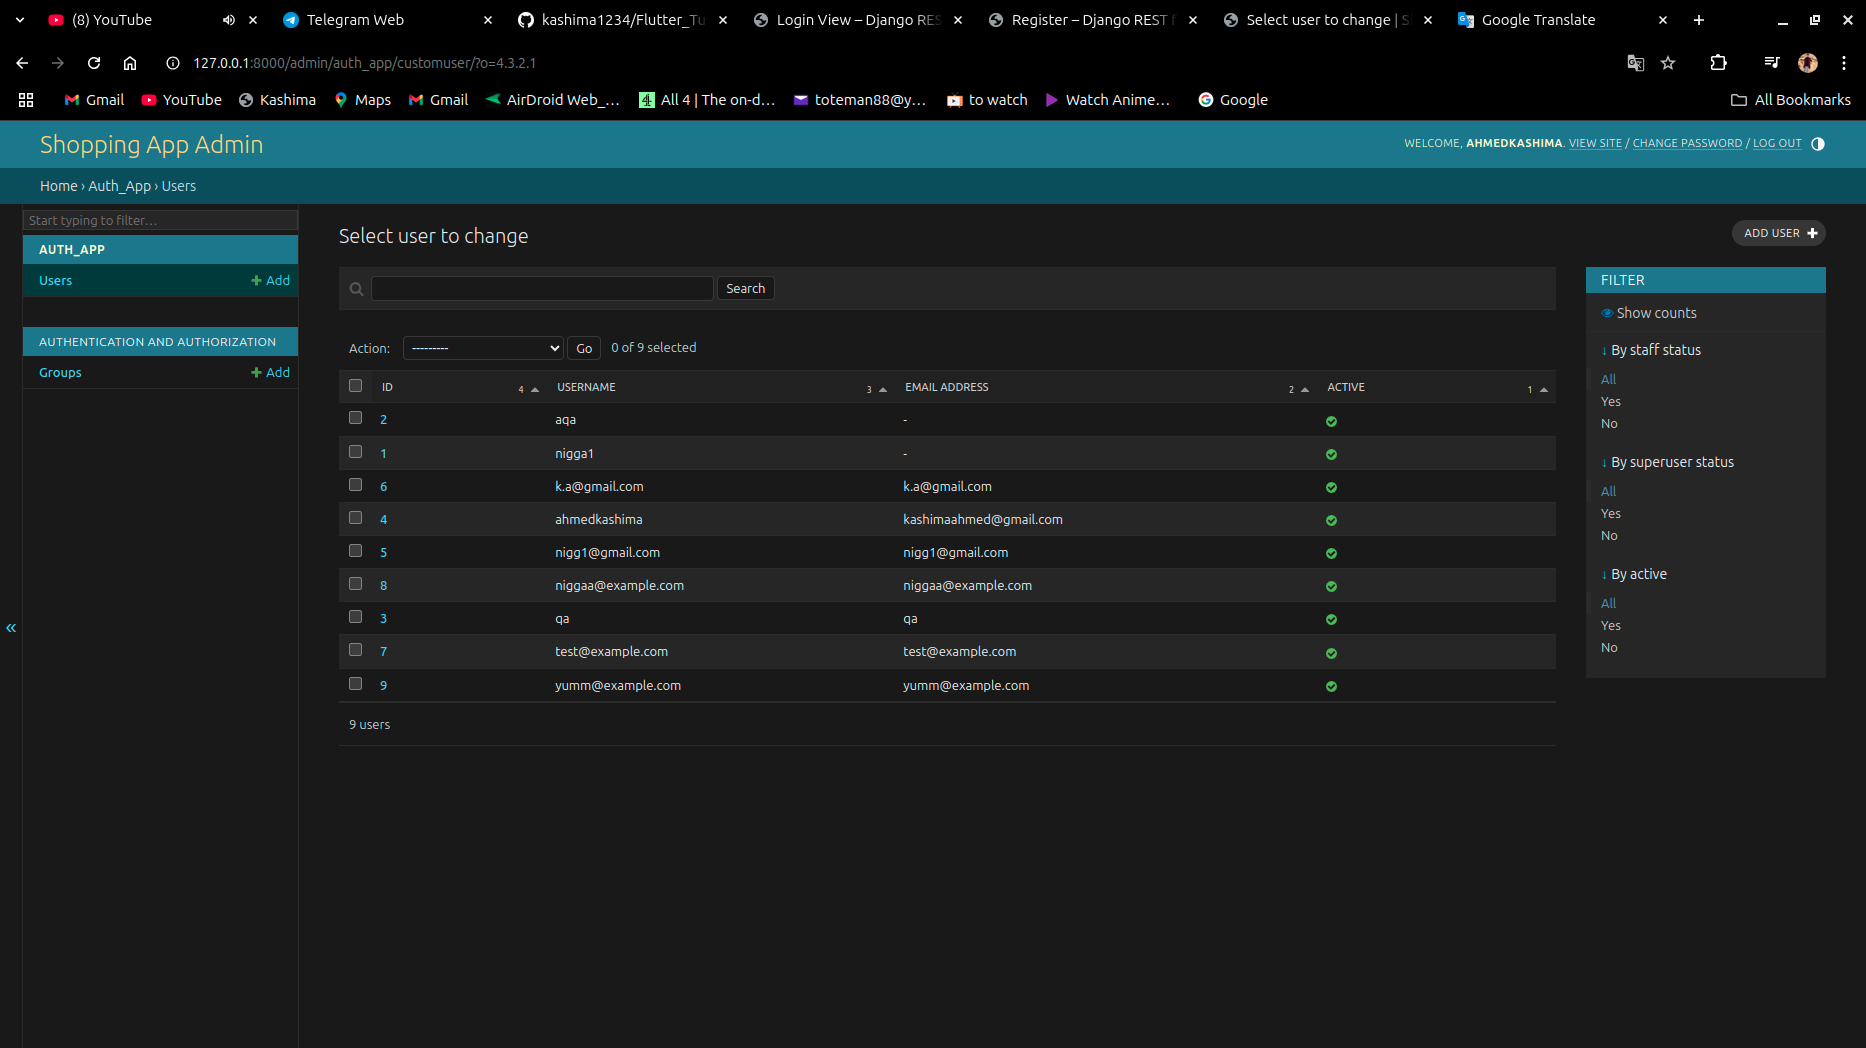 (8) YouTube
Telegram Web
kashima1234/Flutter_Tu
Login View – Django RES
Register – Django REST f
Select user to change | S
Google Translate
127.0.0.1:8000/admin/auth_app/customuser/?o=4.3.2.1
Gmail YouTube Kashima Maps Gmail AirDroid Web_... All 4 | The on-d... toteman88@y... to watch Watch Anime... Google All Bookmarks
Shopping App Admin
WELCOME, AHMEDKASHIMA. VIEW SITE / CHANGE PASSWORD / LOG OUT
Home › Auth_App › Users
Start typing to filter...
AUTH_APP
Users + Add
AUTHENTICATION AND AUTHORIZATION
Groups + Add
«
Select user to change
ADD USER +
Search
Action: --------- Go 0 of 9 selected
ID 4 USERNAME 3 EMAIL ADDRESS 2 ACTIVE 1
2 aqa -
1 nigga1 -
6 k.a@gmail.com k.a@gmail.com
4 ahmedkashima kashimaahmed@gmail.com
5 nigg1@gmail.com nigg1@gmail.com
8 niggaa@example.com niggaa@example.com
3 qa qa
7 test@example.com test@example.com
9 yumm@example.com yumm@example.com
9 users
FILTER
Show counts
↓ By staff status
All
Yes
No
↓ By superuser status
All
Yes
No
↓ By active
All
Yes
No